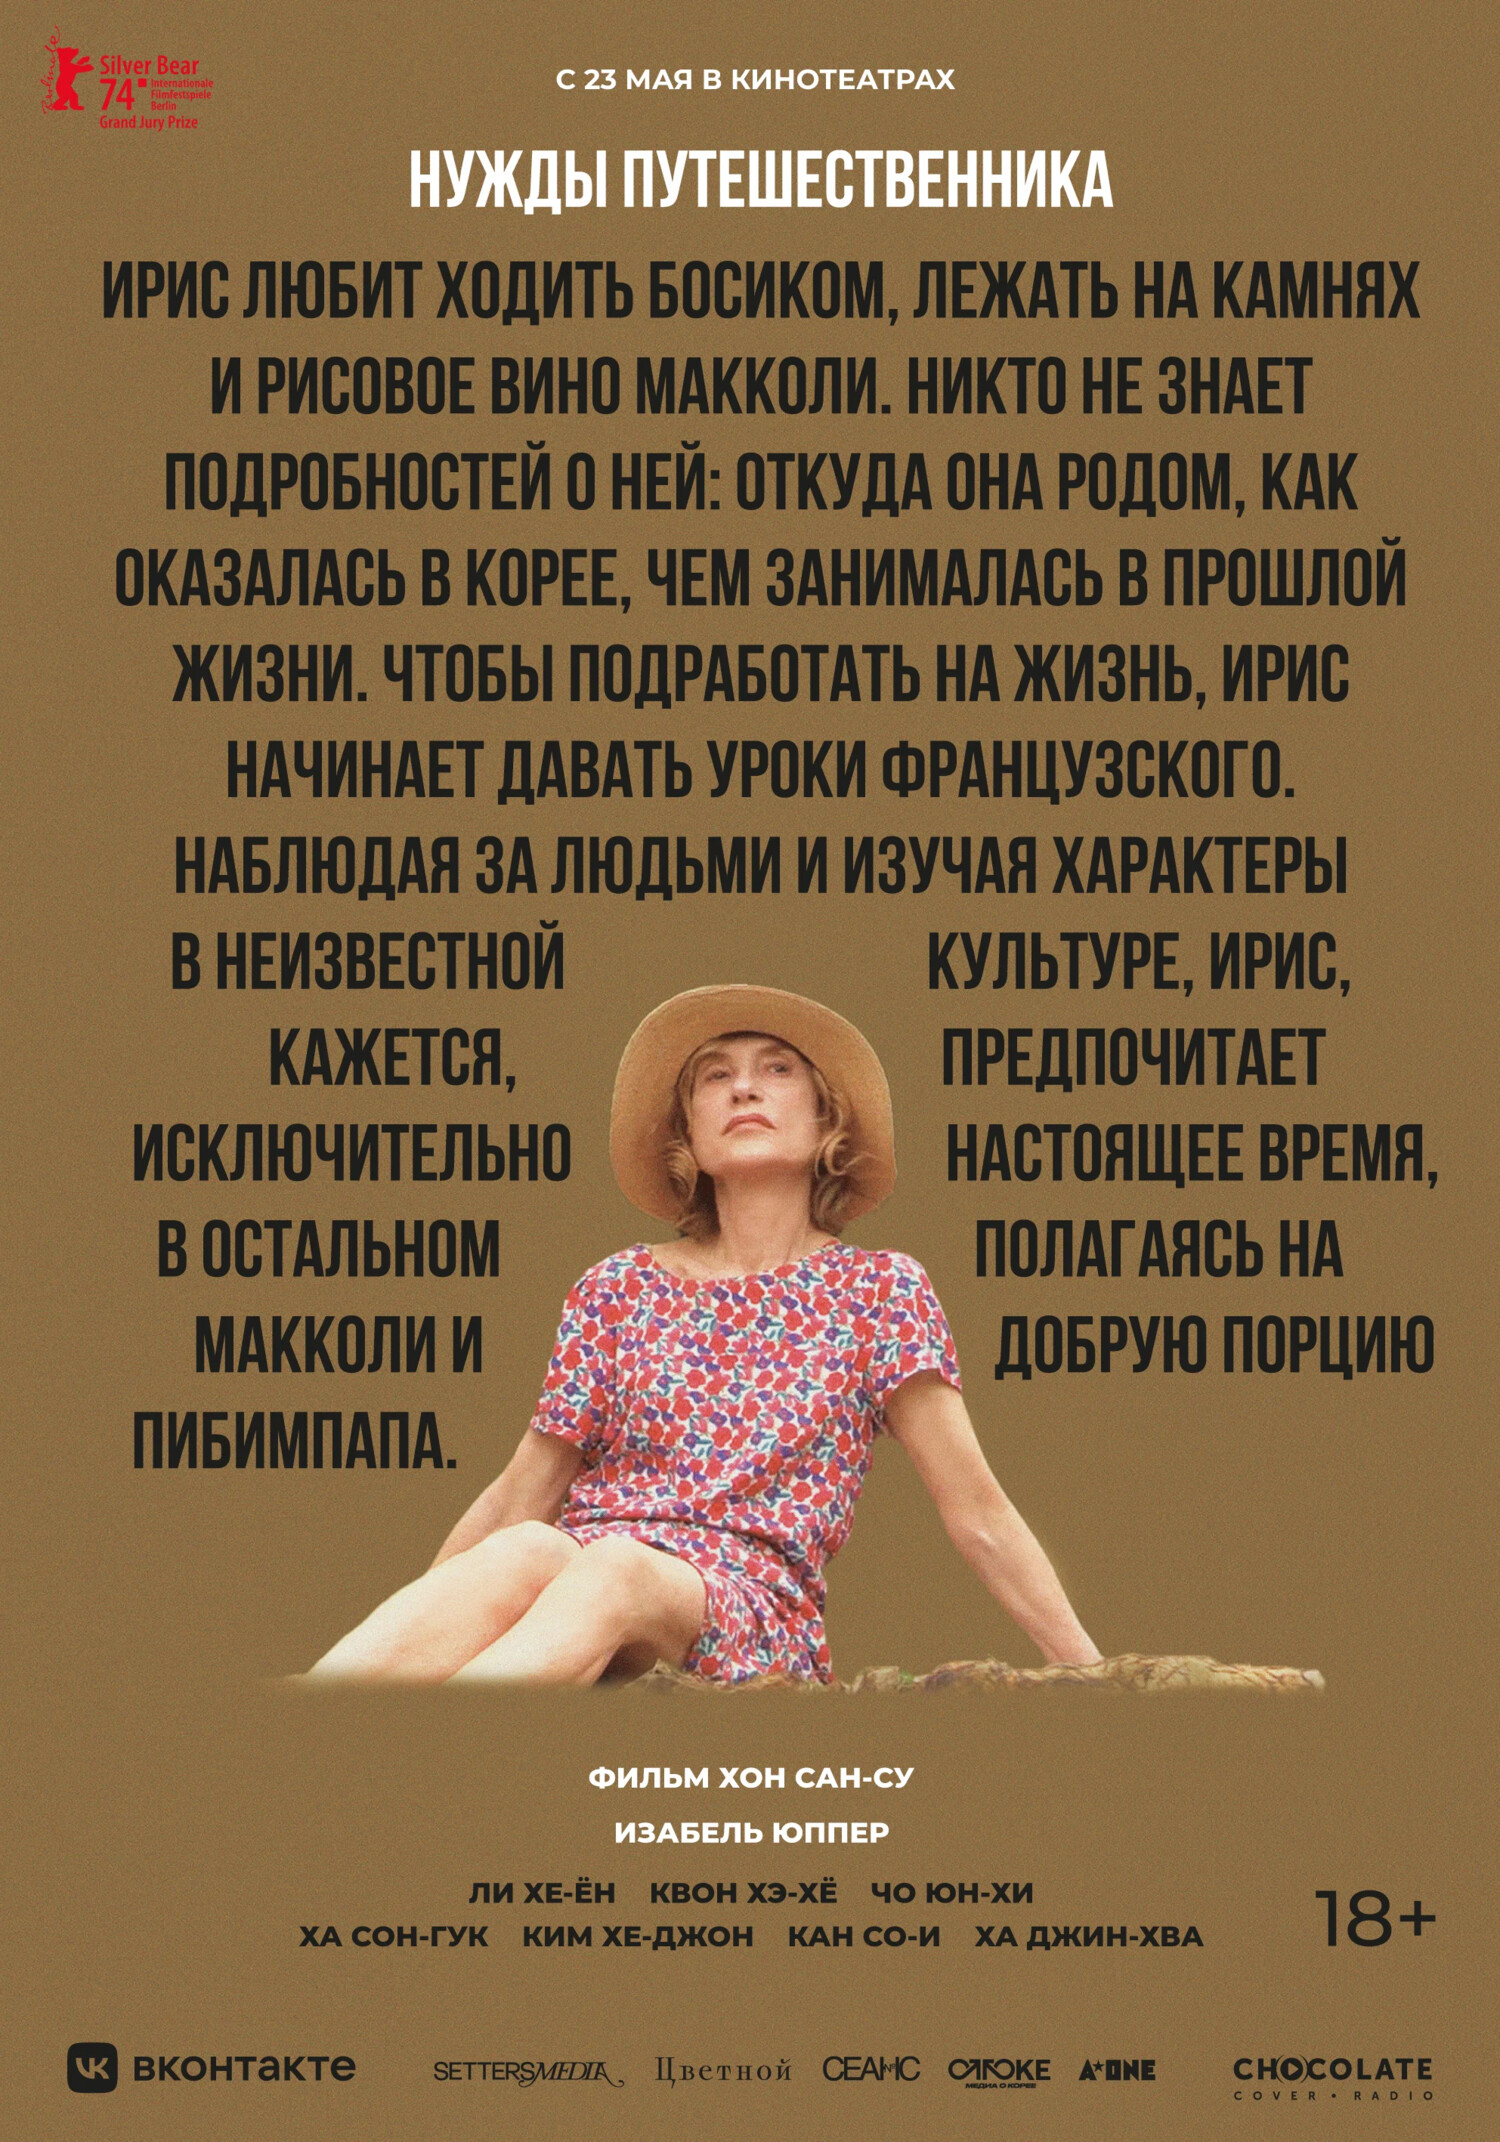 Berlinale
Silver Bear
74
Internationale
Filmfestspiele
Berlin
Grand Jury Prize
С 23 МАЯ В КИНОТЕАТРАХ
НУЖДЫ ПУТЕШЕСТВЕННИКА
ИРИС ЛЮБИТ ХОДИТЬ БОСИКОМ, ЛЕЖАТЬ НА КАМНЯХ
И РИСОВОЕ ВИНО МАККОЛИ. НИКТО НЕ ЗНАЕТ
ПОДРОБНОСТЕЙ О НЕЙ: ОТКУДА ОНА РОДОМ, КАК
ОКАЗАЛАСЬ В КОРЕЕ, ЧЕМ ЗАНИМАЛАСЬ В ПРОШЛОЙ
ЖИЗНИ. ЧТОБЫ ПОДРАБОТАТЬ НА ЖИЗНЬ, ИРИС
НАЧИНАЕТ ДАВАТЬ УРОКИ ФРАНЦУЗСКОГО.
НАБЛЮДАЯ ЗА ЛЮДЬМИ И ИЗУЧАЯ ХАРАКТЕРЫ
В НЕИЗВЕСТНОЙ КУЛЬТУРЕ, ИРИС,
КАЖЕТСЯ, ПРЕДПОЧИТАЕТ
ИСКЛЮЧИТЕЛЬНО НАСТОЯЩЕЕ ВРЕМЯ,
В ОСТАЛЬНОМ ПОЛАГАЯСЬ НА
МАККОЛИ И ДОБРУЮ ПОРЦИЮ
ПИБИМПАПА.
ФИЛЬМ ХОН САН-СУ
ИЗАБЕЛЬ ЮППЕР
ЛИ ХЕ-ЁН КВОН ХЭ-ХЁ ЧО ЮН-ХИ
ХА СОН-ГУК КИМ ХЕ-ДЖОН КАН СО-И ХА ДЖИН-ХВА
18+
ВКОНТАКТЕ SETTERSMEDIA Цветной СЕАНС A★ONE CHOCOLATE
МЕДИА О КОРЕЕ
COVER • RADIO